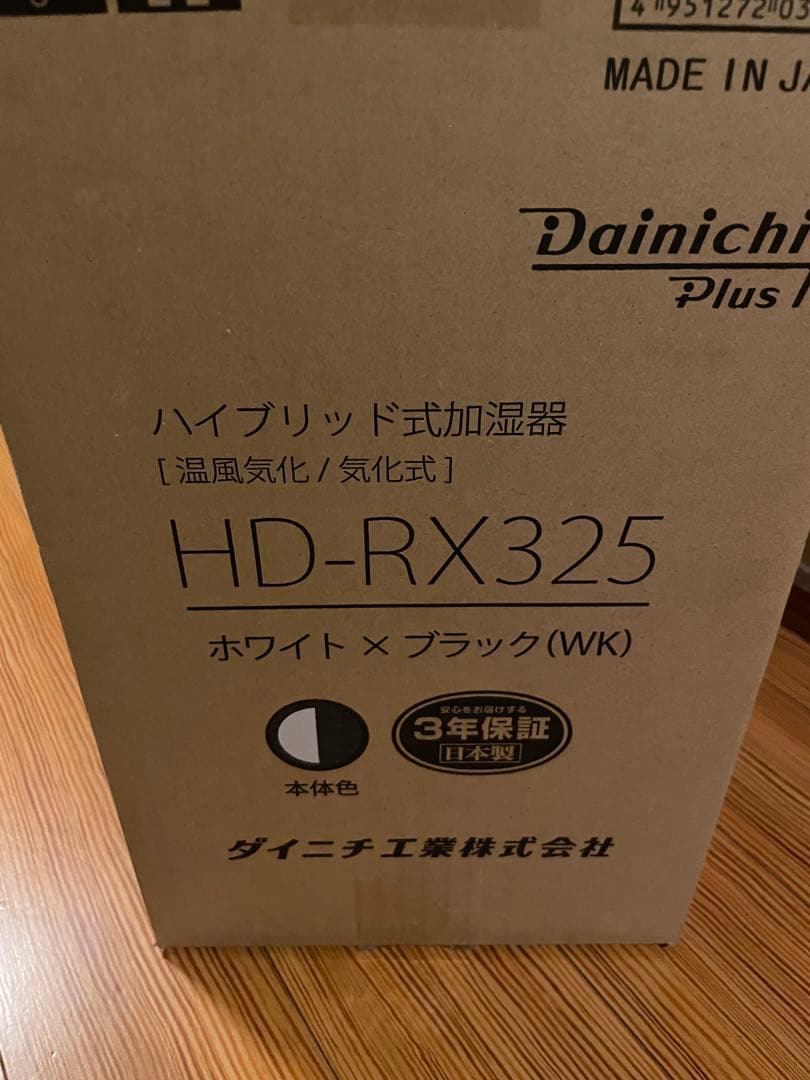 4 951272 03
MADE IN JA
Dainichi
Plus
ハイブリッド式加湿器
[ 温風気化 / 気化式 ]
HD-RX325
ホワイト × ブラック(WK)
安心をお届けする
3年保証
日本製
本体色
ダイニチ工業株式会社